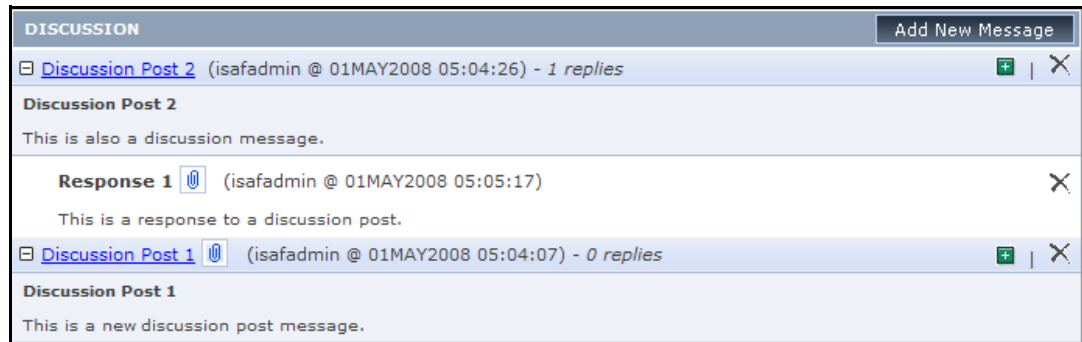 DISCUSSION Add New Message
Discussion Post 2 (isafadmin @ 01MAY2008 05:04:26) - 1 replies |
Discussion Post 2
This is also a discussion message.
Response 1 (isafadmin @ 01MAY2008 05:05:17)
This is a response to a discussion post.
Discussion Post 1 (isafadmin @ 01MAY2008 05:04:07) - 0 replies |
Discussion Post 1
This is a new discussion post message.